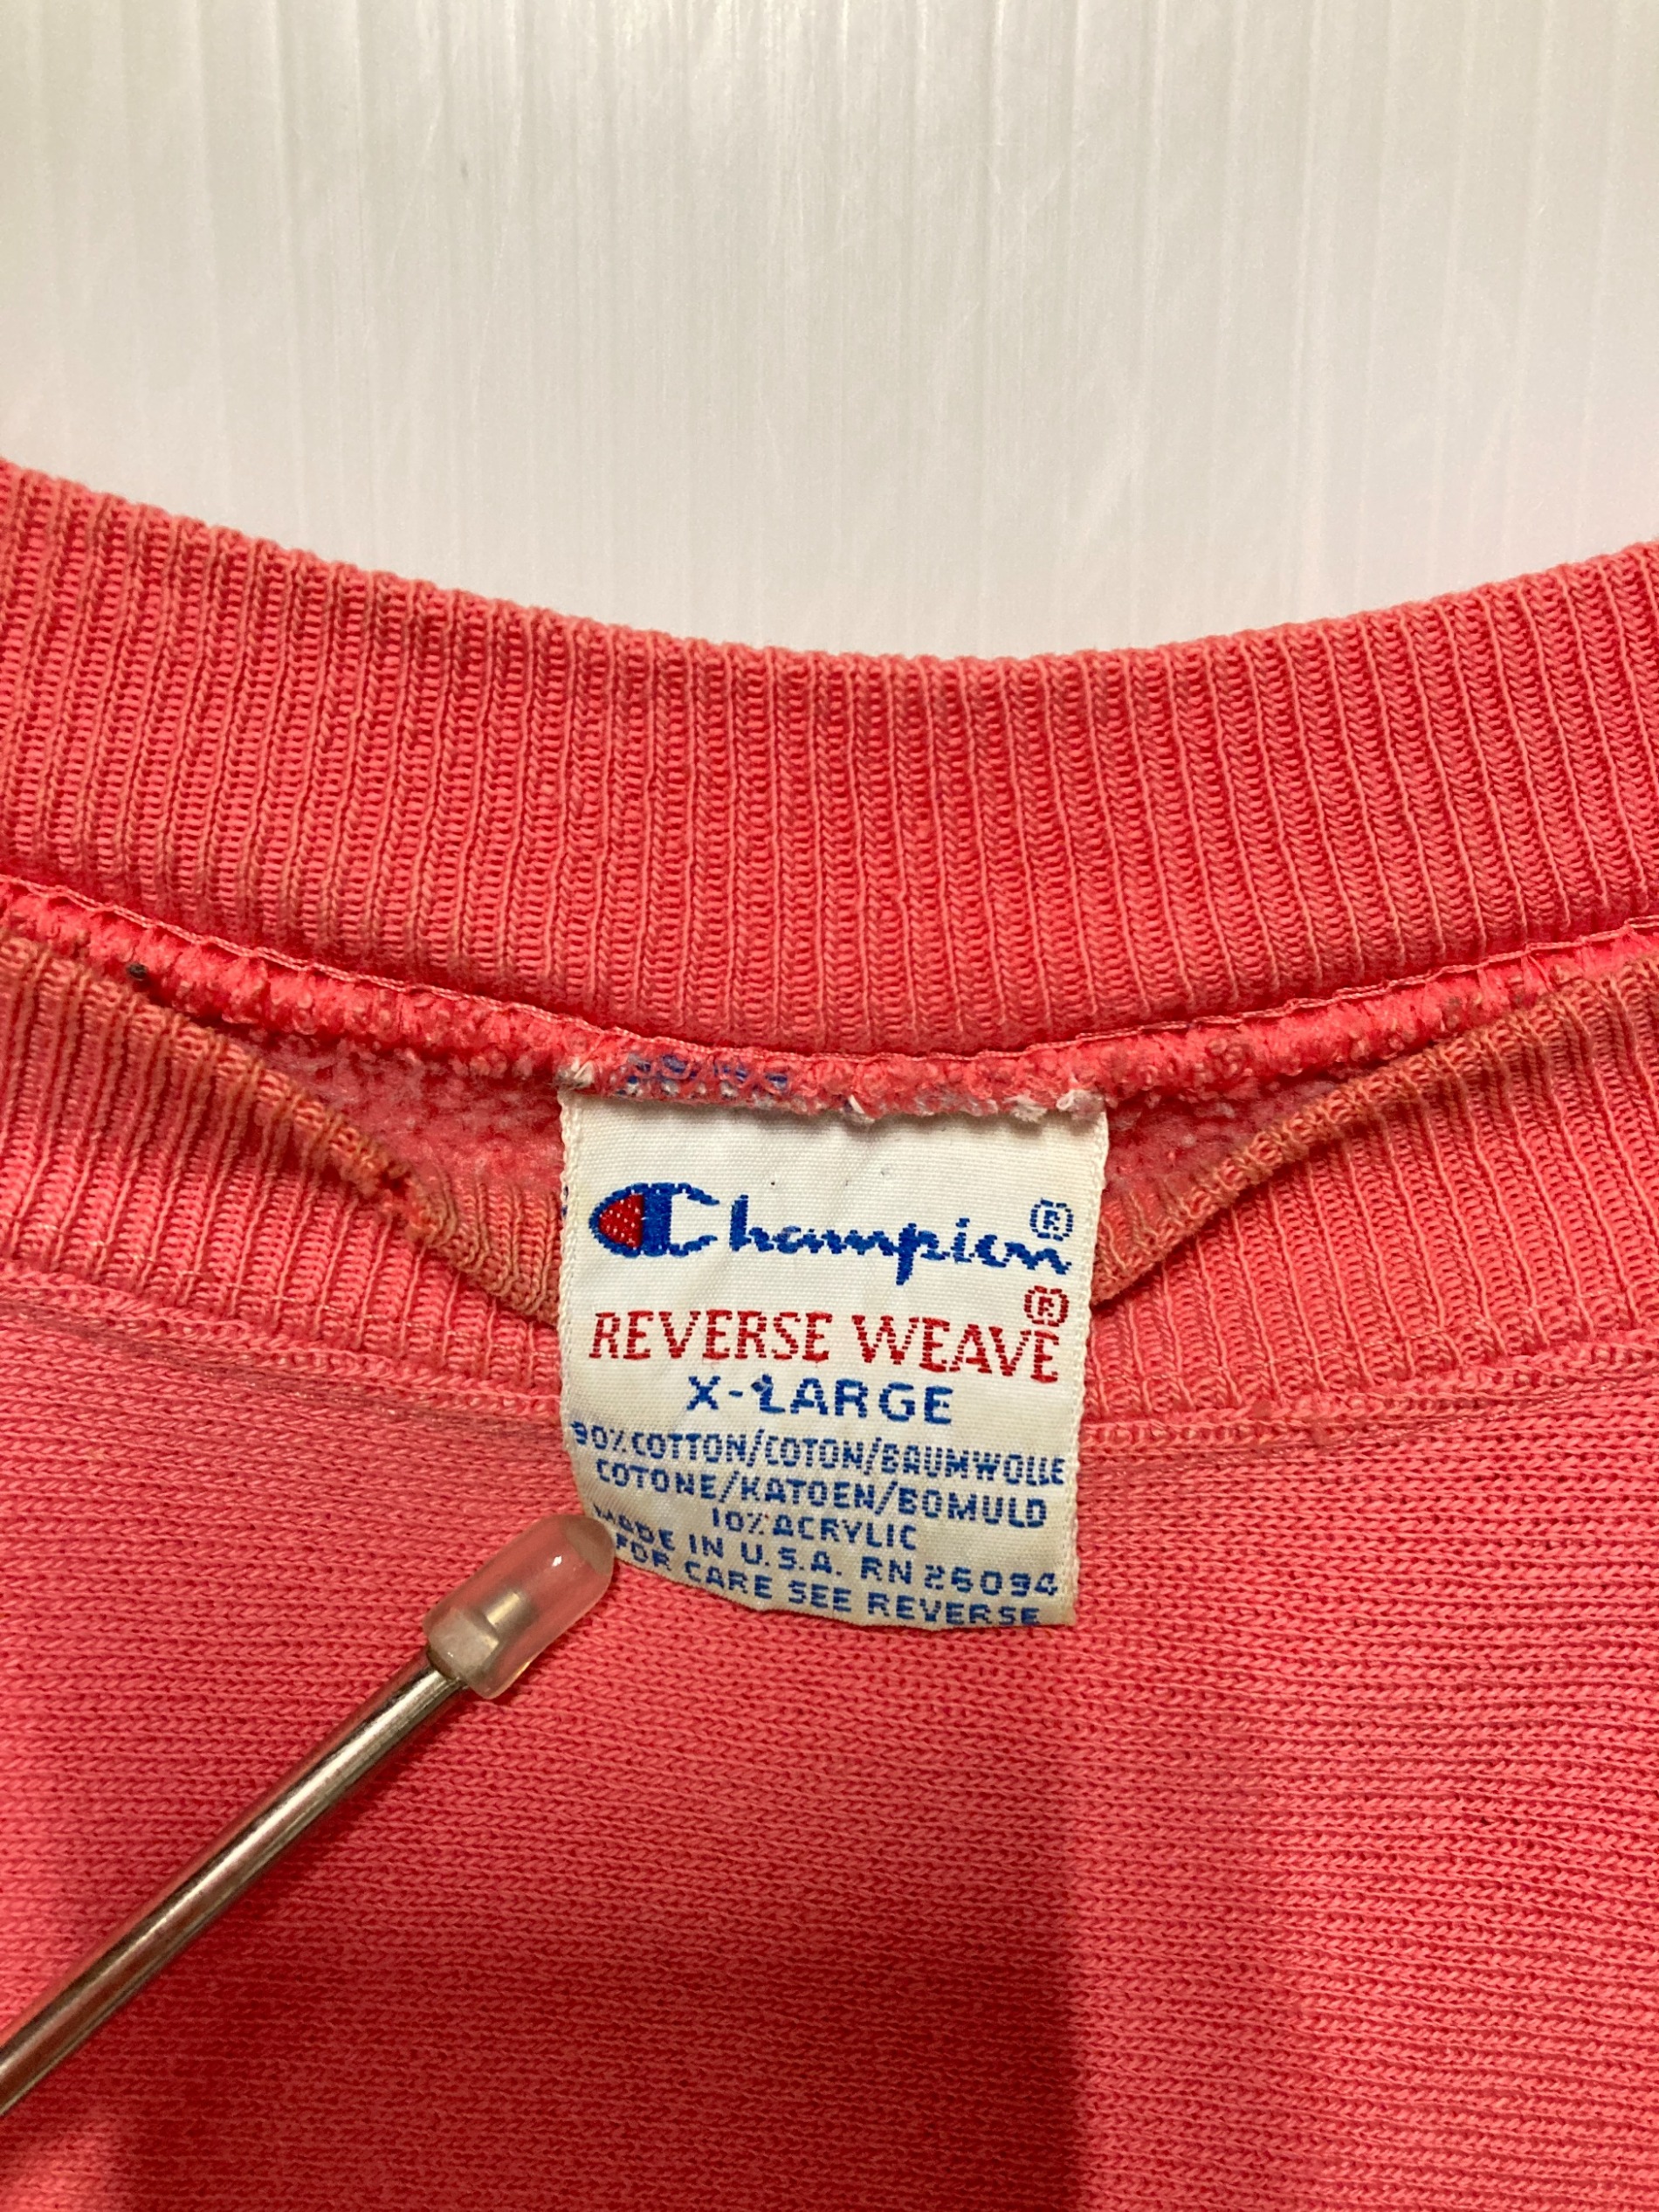 Champion®
REVERSE WEAVE®
X-LARGE
90% COTTON/COTON/BAUMWOLLE
COTONE/KATOEN/BOMULD
10% ACRYLIC
MADE IN U.S.A. RN 26094
FOR CARE SEE REVERSE